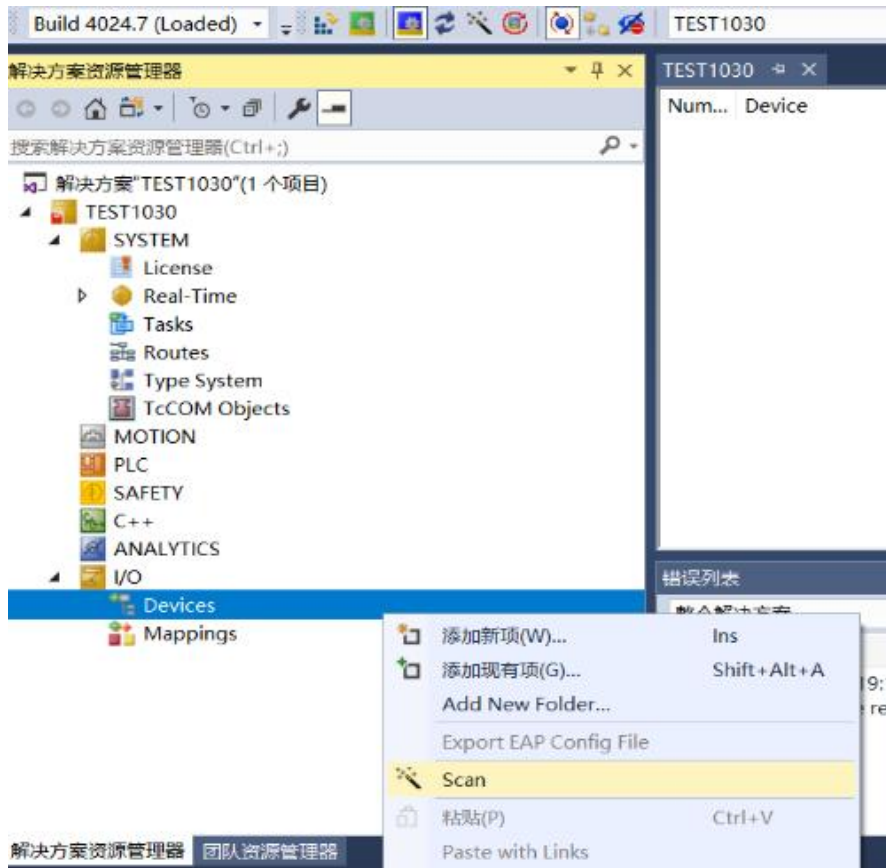 Build 4024.7 (Loaded) TEST1030
解决方案资源管理器
搜索解决方案资源管理器(Ctrl+;)
解决方案"TEST1030"(1 个项目)
TEST1030
SYSTEM
License
Real-Time
Tasks
Routes
Type System
TcCOM Objects
MOTION
PLC
SAFETY
C++
ANALYTICS
I/O
Devices
Mappings
TEST1030
Num... Device
错误列表
添加新项(W)... Ins
添加现有项(G)... Shift+Alt+A
Add New Folder...
Export EAP Config File
Scan
粘贴(P) Ctrl+V
Paste with Links
解决方案资源管理器 团队资源管理器